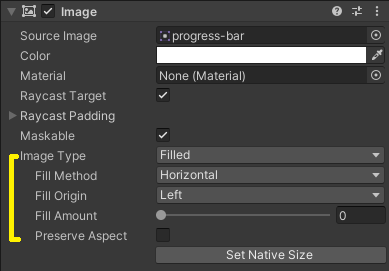 Image
Source Image progress-bar
Color
Material None (Material)
Raycast Target
Raycast Padding
Maskable
Image Type Filled
Fill Method Horizontal
Fill Origin Left
Fill Amount 0
Preserve Aspect
Set Native Size